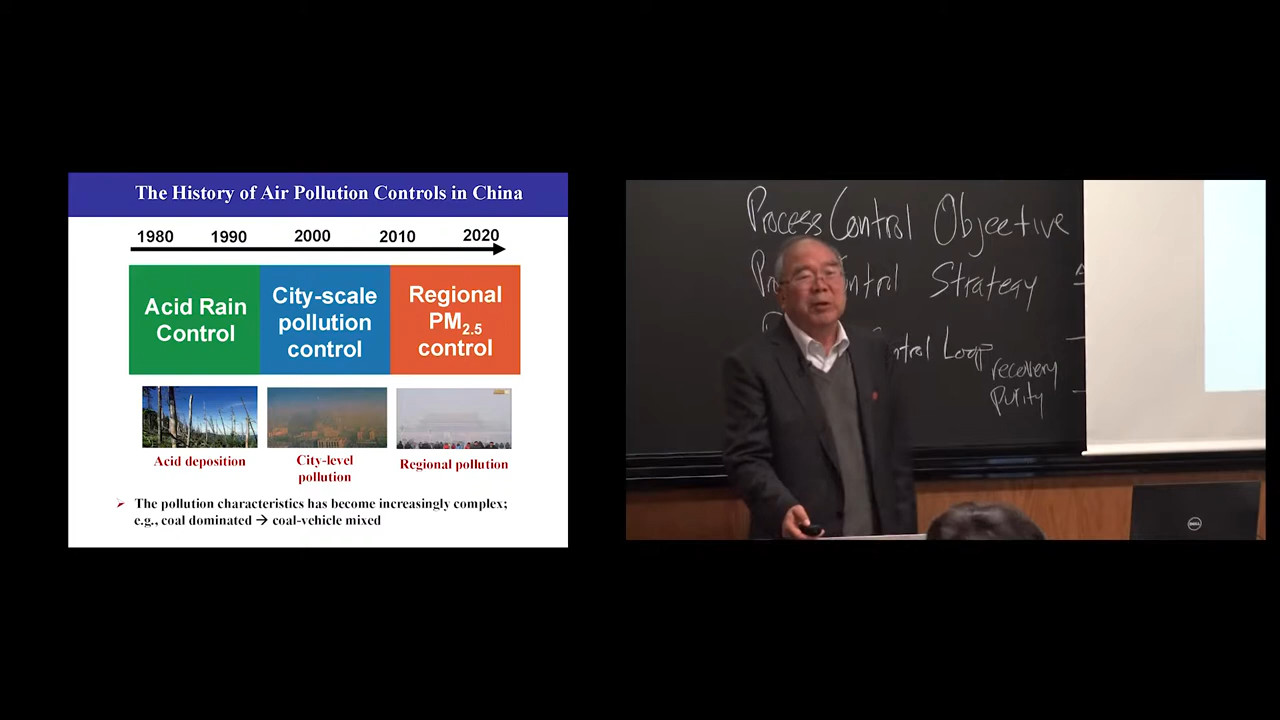 The History of Air Pollution Controls in China
1980 1990 2000 2010 2020
Acid Rain
Control
City-scale
pollution
control
Regional
PM2.5
control
Acid deposition
City-level
pollution
Regional pollution
➢ The pollution characteristics has become increasingly complex;
e.g., coal dominated → coal-vehicle mixed
Process Control Objective
Control Strategy
Control Loop
recovery
purity
DELL